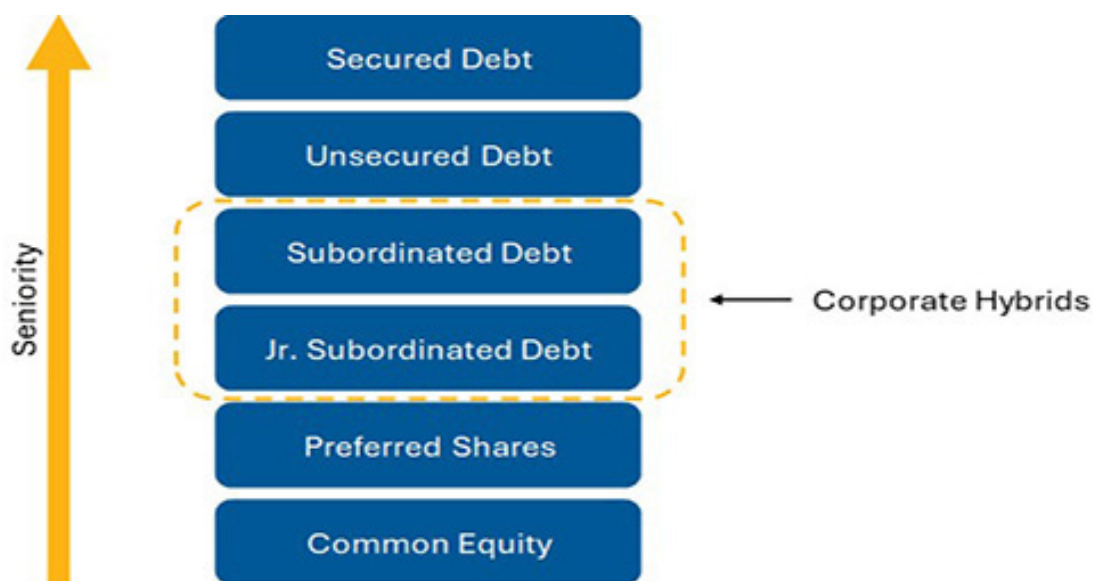 Secured Debt
Unsecured Debt
Subordinated Debt
Jr. Subordinated Debt
Preferred Shares
Common Equity
Seniority
Corporate Hybrids